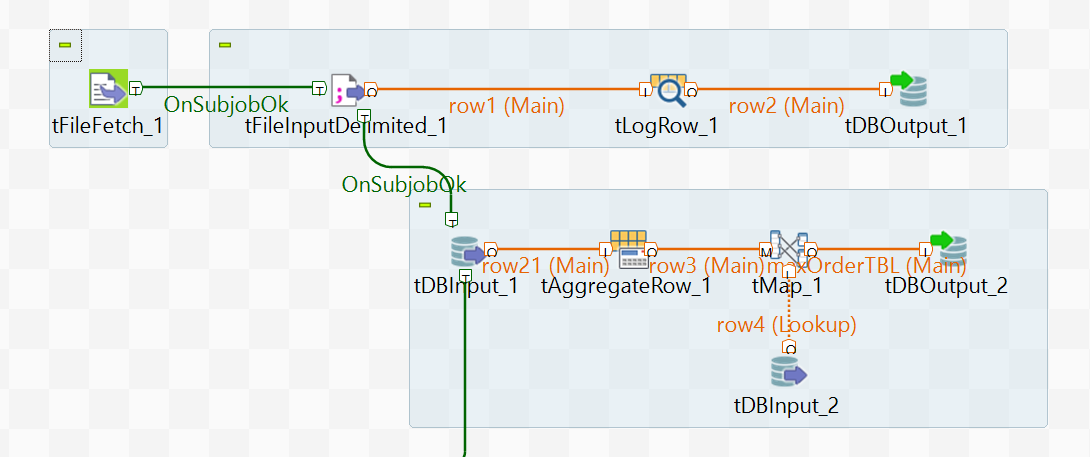 OnSubjobOk
row1 (Main)
row2 (Main)
tFileFetch_1
tFileInputDelimited_1
tLogRow_1
tDBOutput_1
OnSubjobOk
row21 (Main)
row3 (Main)
maxOrderTBL (Main)
tDBInput_1
tAggregateRow_1
tMap_1
tDBOutput_2
row4 (Lookup)
tDBInput_2